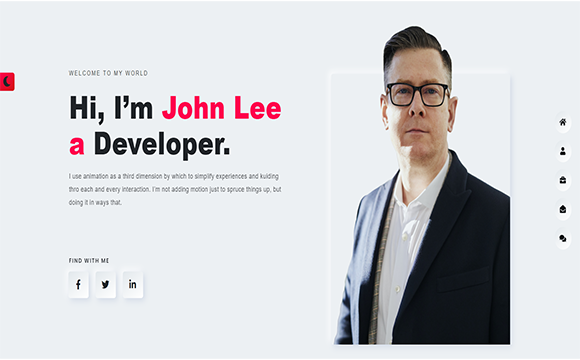 WELCOME TO MY WORLD
Hi, I’m John Lee
a Developer.
I use animation as a third dimension by which to simplify experiences and kuiding
thro each and every interaction. I’m not adding motion just to spruce things up, but
doing it in ways that.
FIND WITH ME